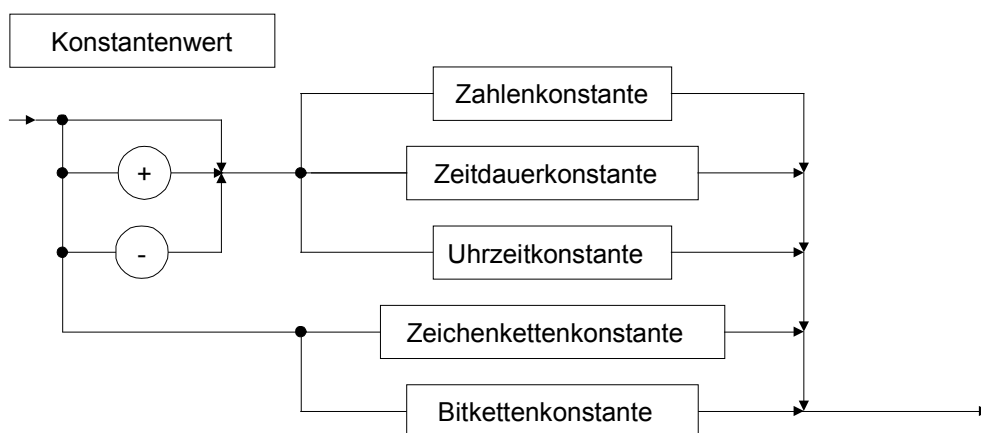 Konstantenwert
Zahlenkonstante
+
Zeitdauerkonstante
-
Uhrzeitkonstante
Zeichenkettenkonstante
Bitkettenkonstante